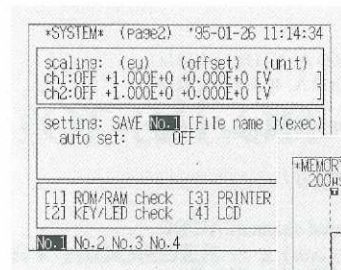 *SYSTEM* (page2) '95-01-26 11:14:34
scaling: (eu) (offset) (unit)
ch1:OFF +1.000E+0 +0.000E+0 [V ]
ch2:OFF +1.000E+0 +0.000E+0 [V ]
setting: SAVE No.1 [File name ](exec)
auto set: OFF
[1] ROM/RAM check [3] PRINTER
[2] KEY/LED check [4] LCD
No.1 No.2 No.3 No.4
*MEMOR
200µs